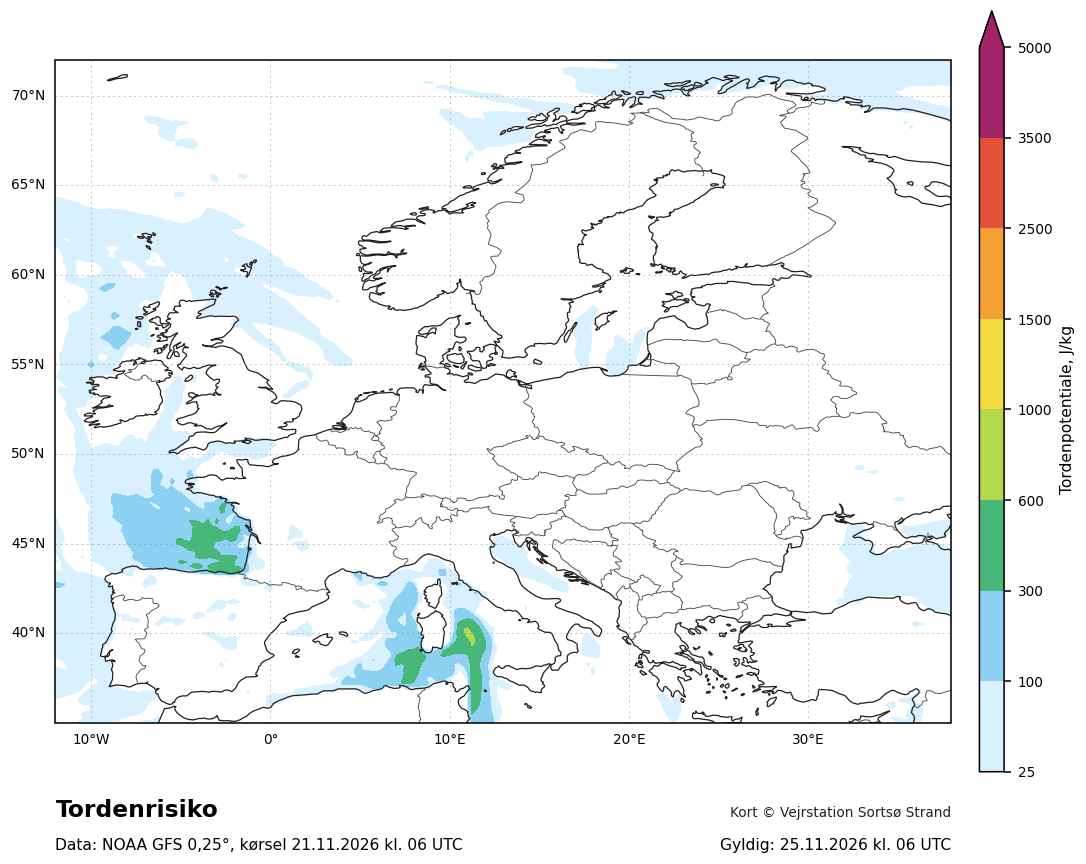 70°N
65°N
60°N
55°N
50°N
45°N
40°N
10°W
0°
10°E
20°E
30°E
5000
3500
2500
1500
1000
600
300
100
25
Tordenpotentiale, J/kg
Tordenrisiko
Kort © Vejrstation Sortsø Strand
Data: NOAA GFS 0,25°, kørsel 21.11.2026 kl. 06 UTC
Gyldig: 25.11.2026 kl. 06 UTC